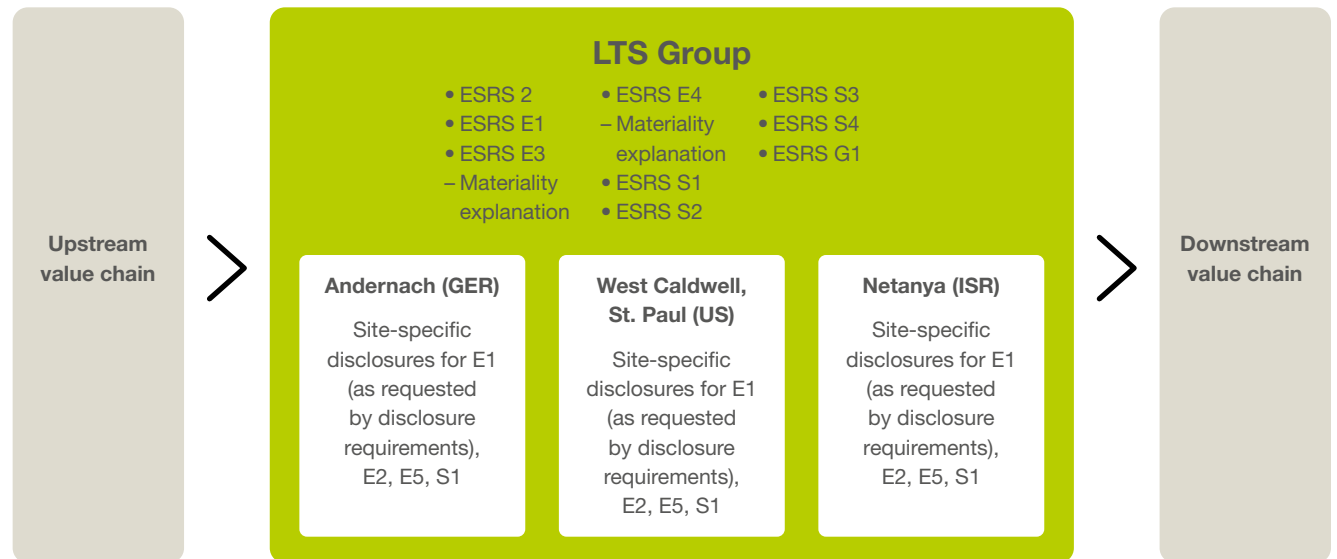 Upstream
value chain
LTS Group
• ESRS 2
• ESRS E1
• ESRS E3
– Materiality
explanation
• ESRS E4
– Materiality
explanation
• ESRS S1
• ESRS S2
• ESRS S3
• ESRS S4
• ESRS G1
Andernach (GER)
Site-specific
disclosures for E1
(as requested
by disclosure
requirements),
E2, E5, S1
West Caldwell,
St. Paul (US)
Site-specific
disclosures for E1
(as requested
by disclosure
requirements),
E2, E5, S1
Netanya (ISR)
Site-specific
disclosures for E1
(as requested
by disclosure
requirements),
E2, E5, S1
Downstream
value chain